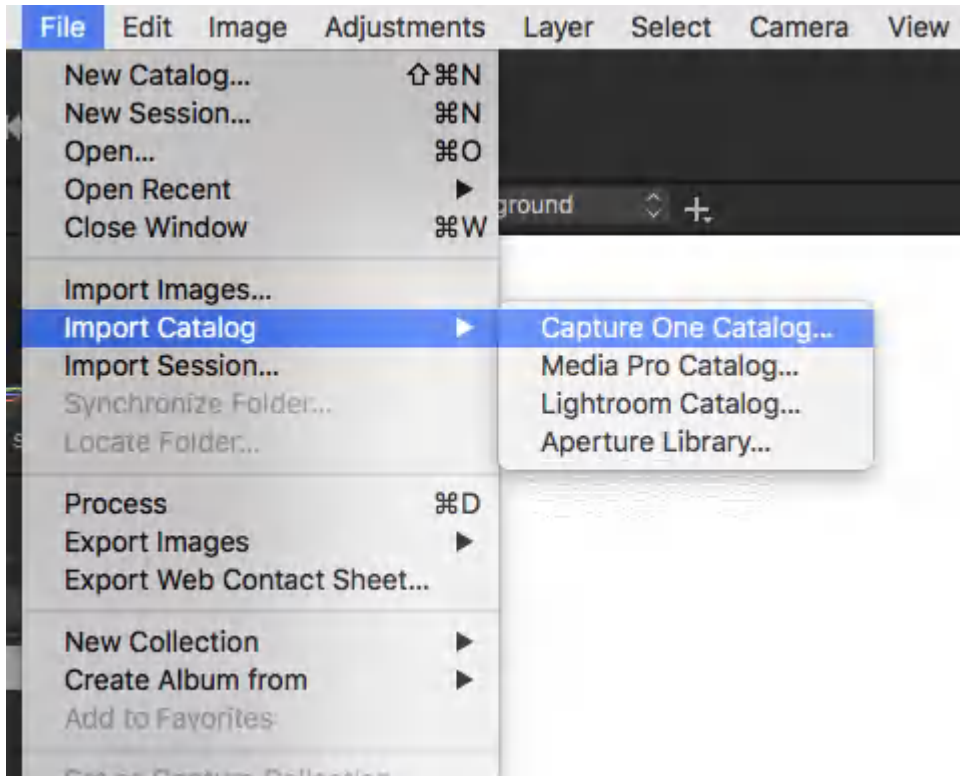 File Edit Image Adjustments Layer Select Camera View
New Catalog... ⇧⌘N
New Session... ⌘N
Open... ⌘O
Open Recent ▶
ground
Close Window ⌘W
Import Images...
Import Catalog ▶
Capture One Catalog...
Import Session...
Media Pro Catalog...
Synchronize Folder...
Lightroom Catalog...
Locate Folder...
Aperture Library...
Process ⌘D
Export Images ▶
Export Web Contact Sheet...
New Collection ▶
Create Album from ▶
Add to Favorites